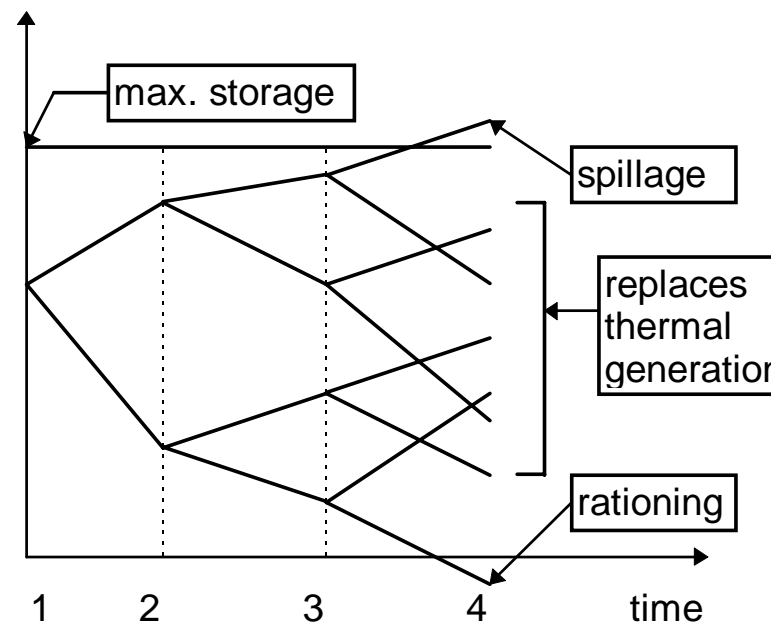 max. storage
spillage
replaces
thermal
generation
rationing
1 2 3 4 time